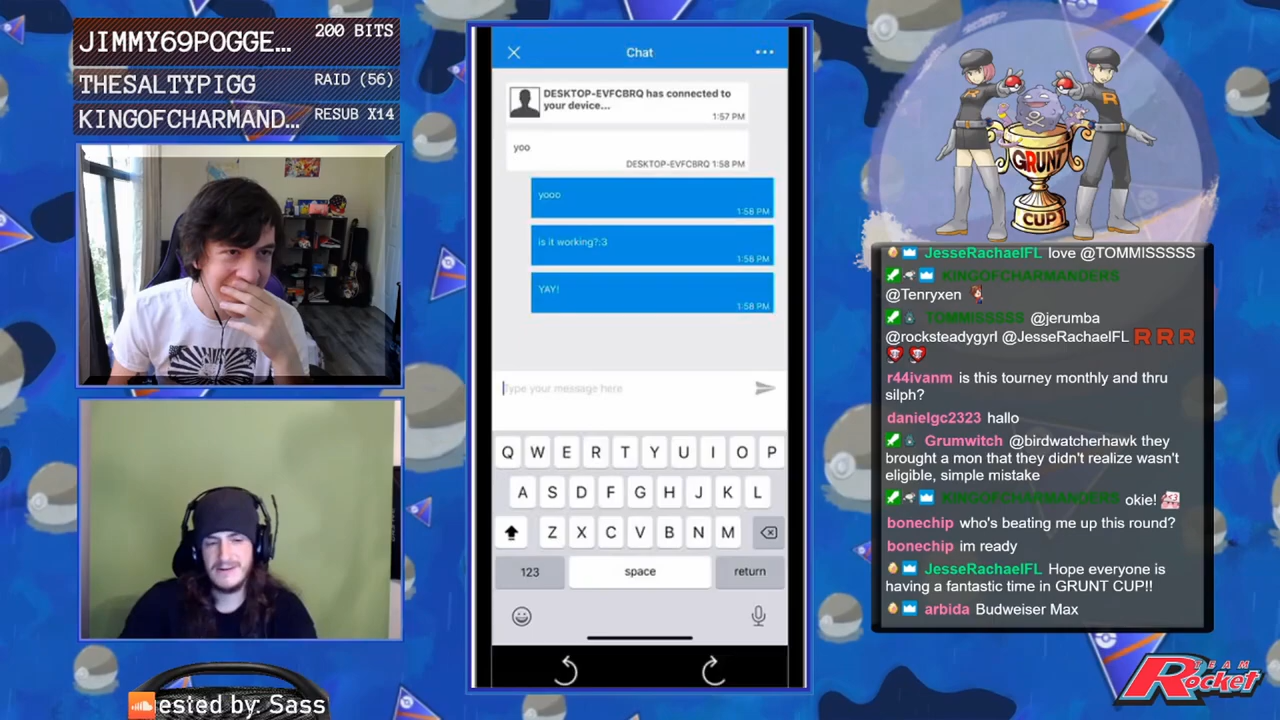 JIMMY69POGGE... 200 BITS
THESALTYPIGG RAID (56)
KINGOFCHARMAND... RESUB X14
Chat
DESKTOP-EVFCBRQ has connected to
your device...
1:57 PM
yoo
DESKTOP-EVFCBRQ 1:58 PM
yooo
1:58 PM
is it working?:3
1:58 PM
YAY!
1:58 PM
Type your message here
Q W E R T Y U I O P
A S D F G H J K L
Z X C V B N M
123 space return
R
GRUNT
CUP
JesseRachaelFL love @TOMMISSSSS
KINGOFCHARMANDERS
@Tenryxen
TOMMISSSSS @jerumba
@rocksteadygyrl @JesseRachaelFL R R R
r44ivanm is this tourney monthly and thru
silph?
danielgc2323 hallo
Grumwitch @birdwatcherhawk they
brought a mon that they didn't realize wasn't
eligible, simple mistake
KINGOFCHARMANDERS okie!
bonechip who's beating me up this round?
bonechip im ready
JesseRachaelFL Hope everyone is
having a fantastic time in GRUNT CUP!!
arbida Budweiser Max
ested by: Sass
TEAM
Rocket